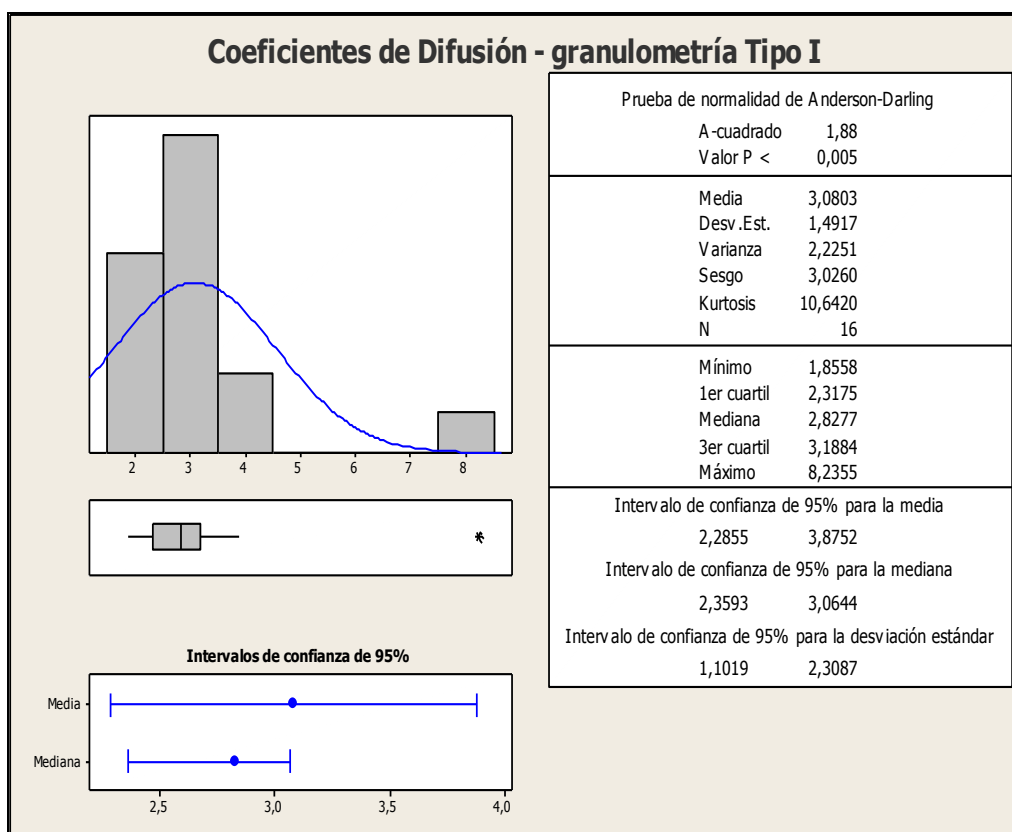 Coeficientes de Difusión - granulometría Tipo I
2 3 4 5 6 7 8
Intervalos de confianza de 95%
Media
Mediana
2,5 3,0 3,5 4,0
Prueba de normalidad de Anderson-Darling
A-cuadrado 1,88
Valor P < 0,005
Media 3,0803
Desv.Est. 1,4917
Varianza 2,2251
Sesgo 3,0260
Kurtosis 10,6420
N 16
Mínimo 1,8558
1er cuartil 2,3175
Mediana 2,8277
3er cuartil 3,1884
Máximo 8,2355
Intervalo de confianza de 95% para la media
2,2855 3,8752
Intervalo de confianza de 95% para la mediana
2,3593 3,0644
Intervalo de confianza de 95% para la desviación estándar
1,1019 2,3087